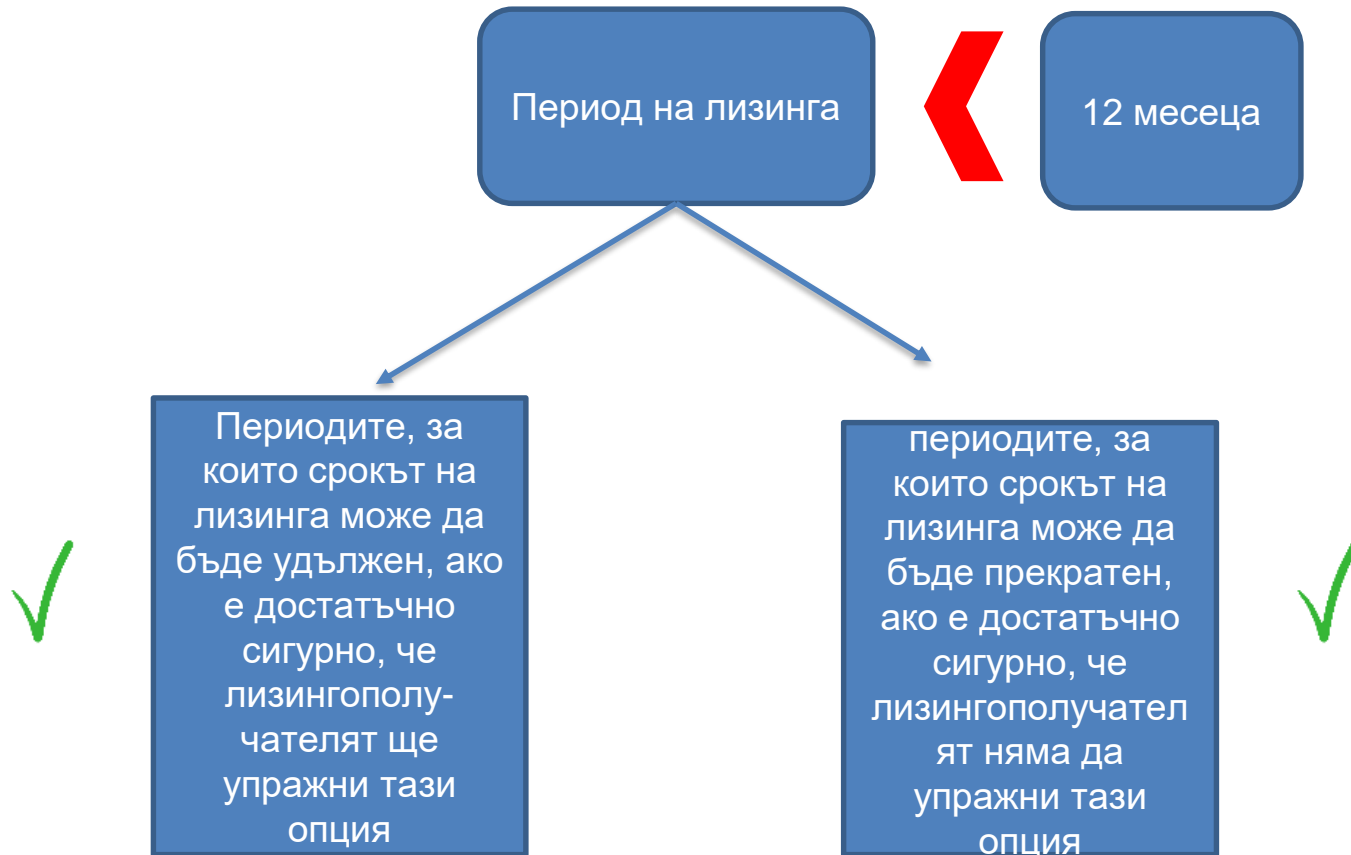 Период на лизинга
12 месеца
Периодите, за
които срокът на
лизинга може да
бъде удължен, ако
е достатъчно
сигурно, че
лизингополу-
чателят ще
упражни тази
опция
периодите, за
които срокът на
лизинга може да
бъде прекратен,
ако е достатъчно
сигурно, че
лизингополучател
ят няма да
упражни тази
опция